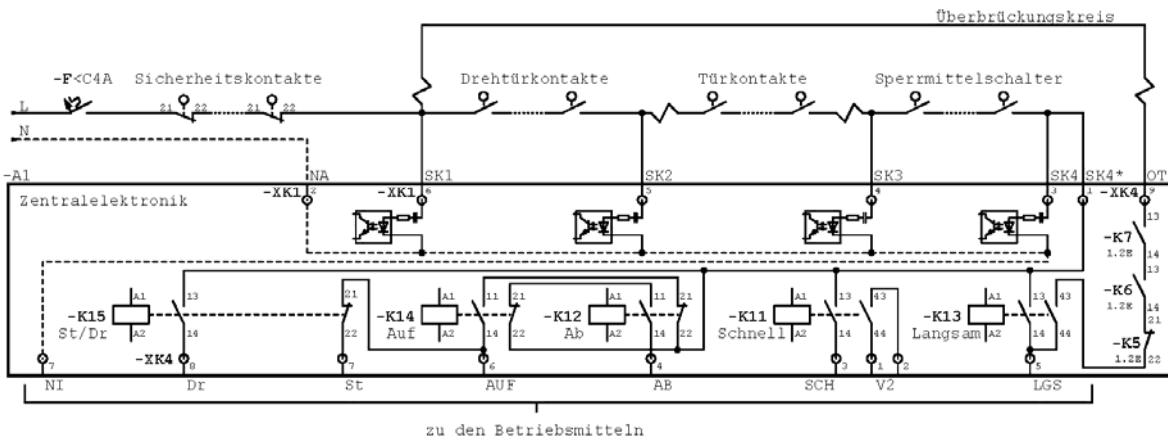 Überbrückungskreis
-F<C4A Sicherheitskontakte Drehtürkontakte Türkontakte Sperrmittelschalter
L 21 22 21 22
N
-A1 NA SK1 SK2 SK3 SK4 SK4* OT
-XK1 2 -XK1 6 5 4 3 1 -XK4 9
Zentralelektronik
13
-K7
1.2E 14
13
-K6
1.2E 14
21
-K5
1.2E 22
A1 13 21 A1 11 21 A1 11 21 A1 13 43 A1 13 43
-K15 -K14 -K12 -K11 -K13
St/Dr Auf Ab Schnell Langsam
A2 14 22 A2 14 22 A2 14 22 A2 14 44 A2 14 44
7 -XK4 8 7 6 4 3 1 2 5
NI Dr St AUF AB SCH V2 LGS
zu den Betriebsmitteln